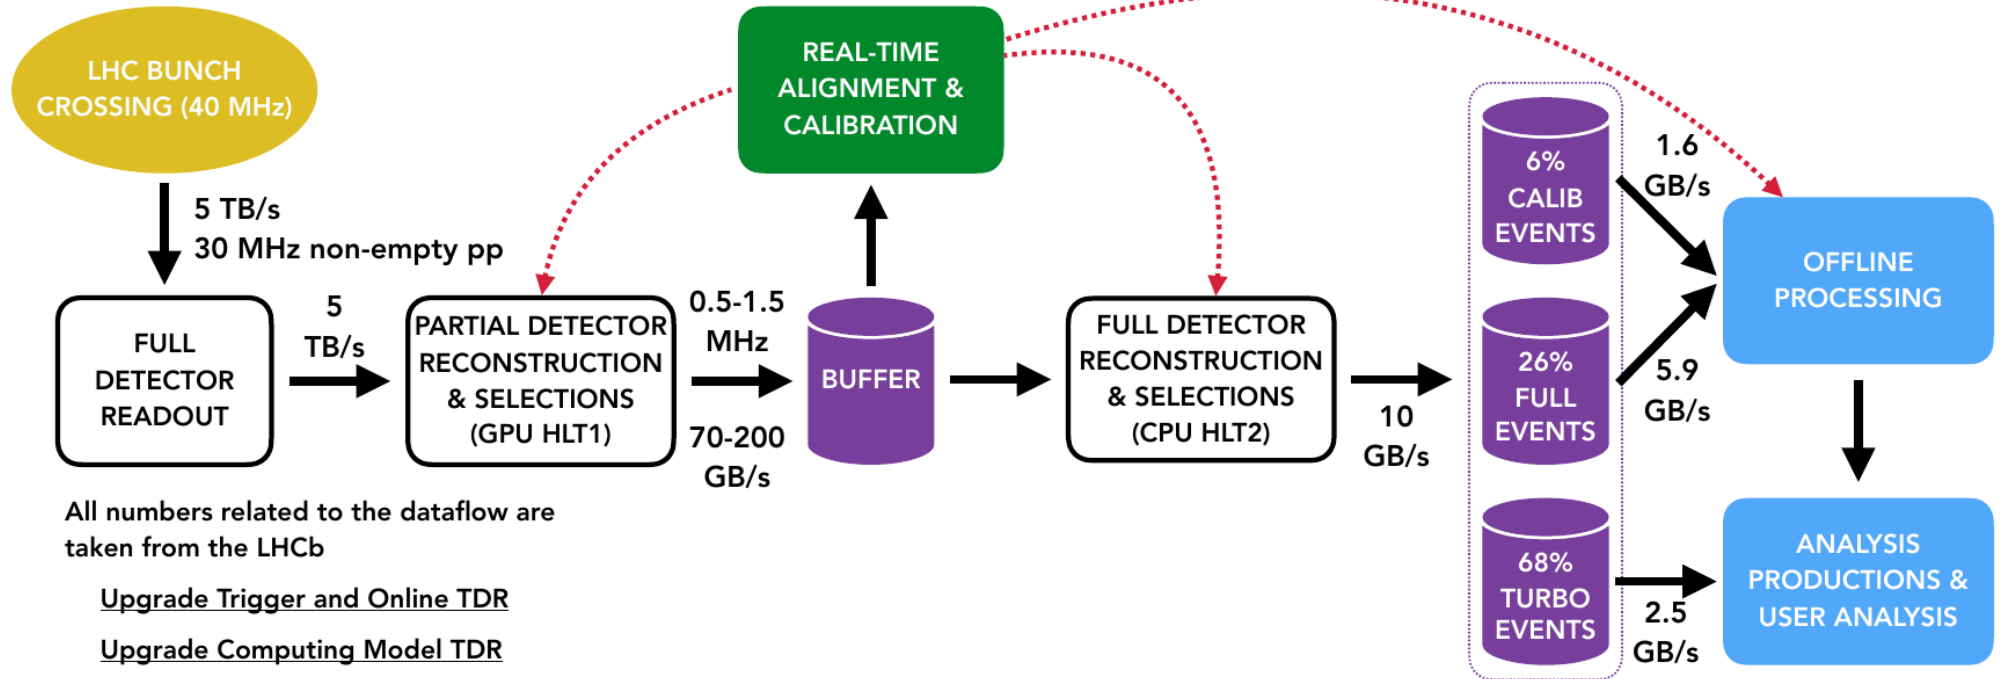 LHC BUNCH
CROSSING (40 MHz)
5 TB/s
30 MHz non-empty pp
FULL
DETECTOR
READOUT
5
TB/s
PARTIAL DETECTOR
RECONSTRUCTION
& SELECTIONS
(GPU HLT1)
0.5-1.5
MHz
70-200
GB/s
REAL-TIME
ALIGNMENT &
CALIBRATION
BUFFER
FULL DETECTOR
RECONSTRUCTION
& SELECTIONS
(CPU HLT2)
10
GB/s
6%
CALIB
EVENTS
26%
FULL
EVENTS
68%
TURBO
EVENTS
1.6
GB/s
5.9
GB/s
2.5
GB/s
OFFLINE
PROCESSING
ANALYSIS
PRODUCTIONS &
USER ANALYSIS
All numbers related to the dataflow are
taken from the LHCb
Upgrade Trigger and Online TDR
Upgrade Computing Model TDR